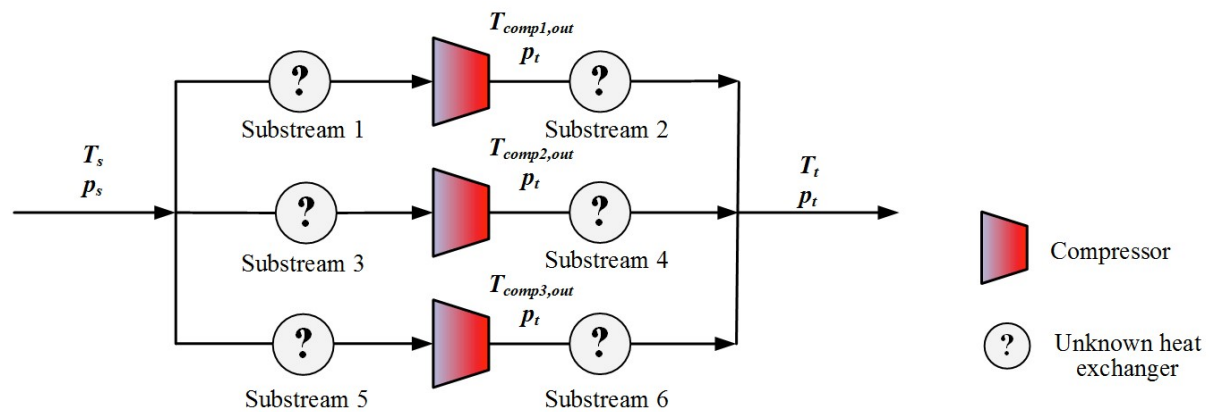 T_comp1,out
p_t
?
?
Substream 1
Substream 2
T_s
p_s
T_comp2,out
p_t
?
?
Substream 3
Substream 4
T_t
p_t
T_comp3,out
p_t
?
?
Substream 5
Substream 6
Compressor
?
Unknown heat
exchanger